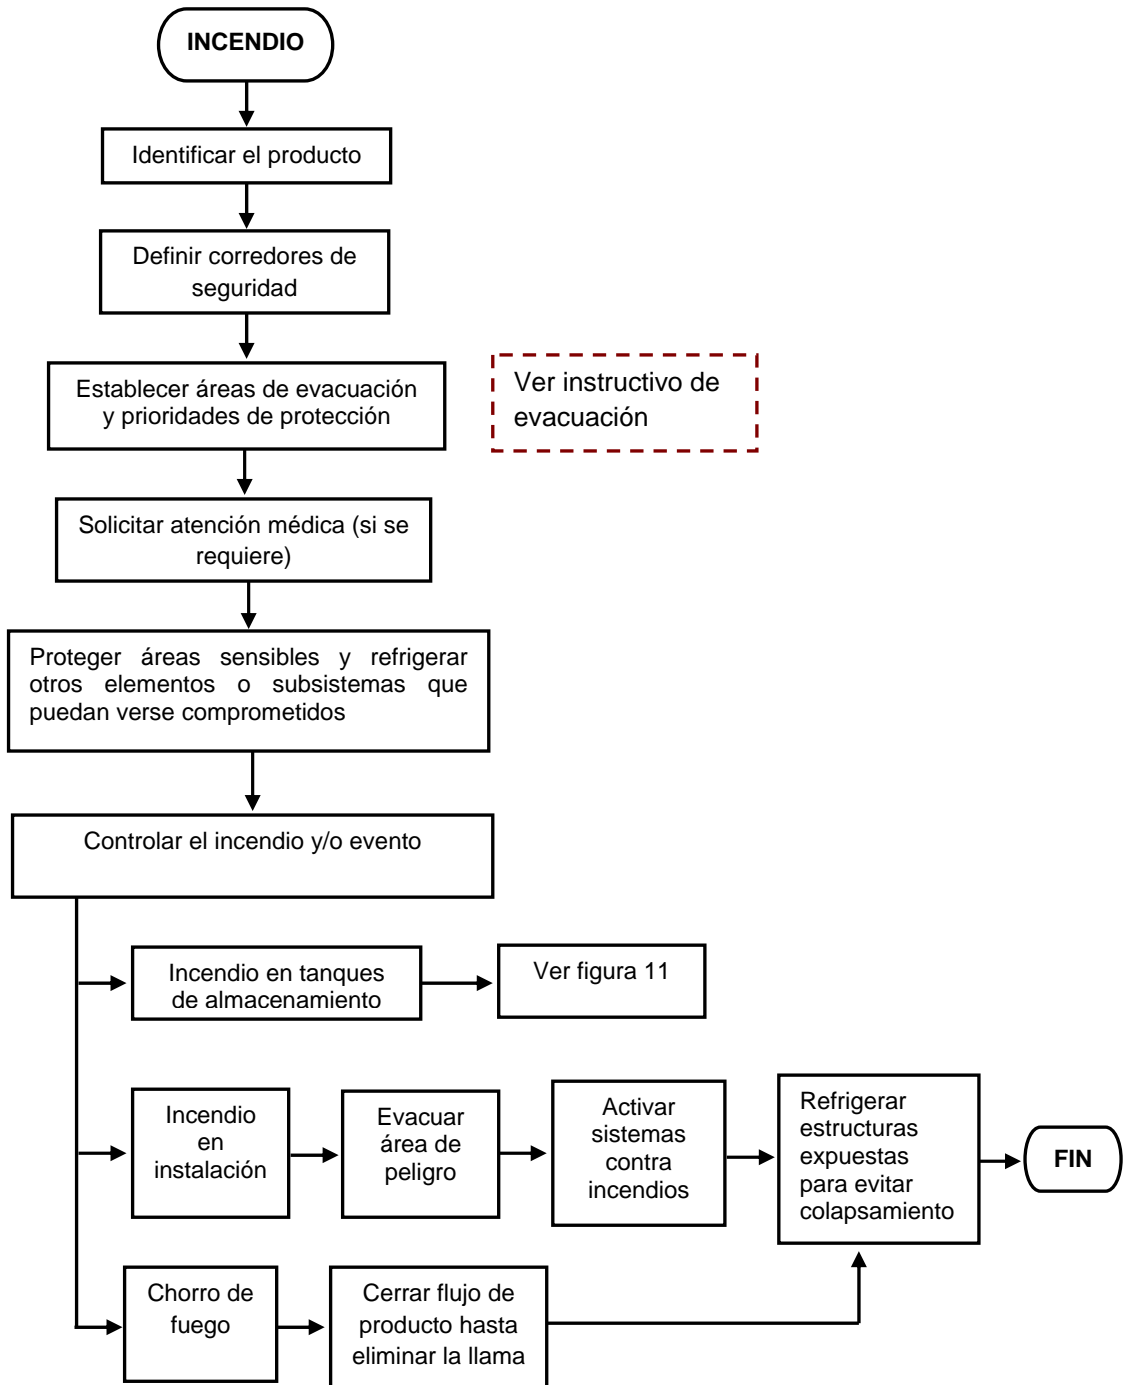 INCENDIO
Identificar el producto
Definir corredores de
seguridad
Establecer áreas de evacuación
y prioridades de protección
Ver instructivo de
evacuación
Solicitar atención médica (si se
requiere)
Proteger áreas sensibles y refrigerar
otros elementos o subsistemas que
puedan verse comprometidos
Controlar el incendio y/o evento
Incendio en tanques
de almacenamiento
Ver figura 11
Incendio
en
instalación
Evacuar
área de
peligro
Activar
sistemas
contra
incendios
Refrigerar
estructuras
expuestas
para evitar
colapsamiento
FIN
Chorro de
fuego
Cerrar flujo de
producto hasta
eliminar la llama